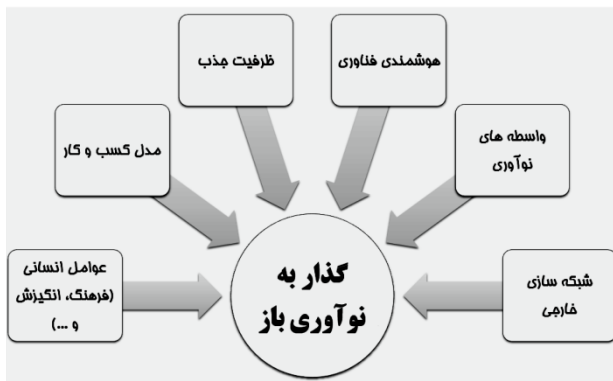 هوشمندی فناوری
ظرفیت جذب
واسطه های
نوآوری
مدل کسب و کار
شبکه سازی
خارجی
عوامل انسانی
(فرهنگ، انگیزش
و ...)
گذار به
نوآوری باز